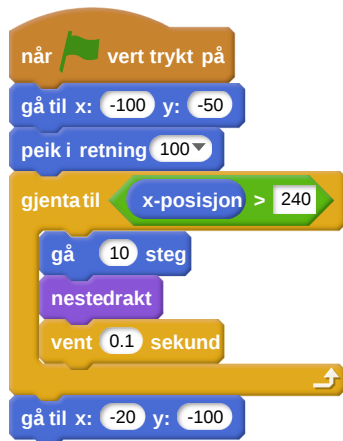 når vert trykt på
gå til x: -100 y: -50
peik i retning 100
gjenta til x-posisjon > 240
gå 10 steg
nestedrakt
vent 0.1 sekund
gå til x: -20 y: -100